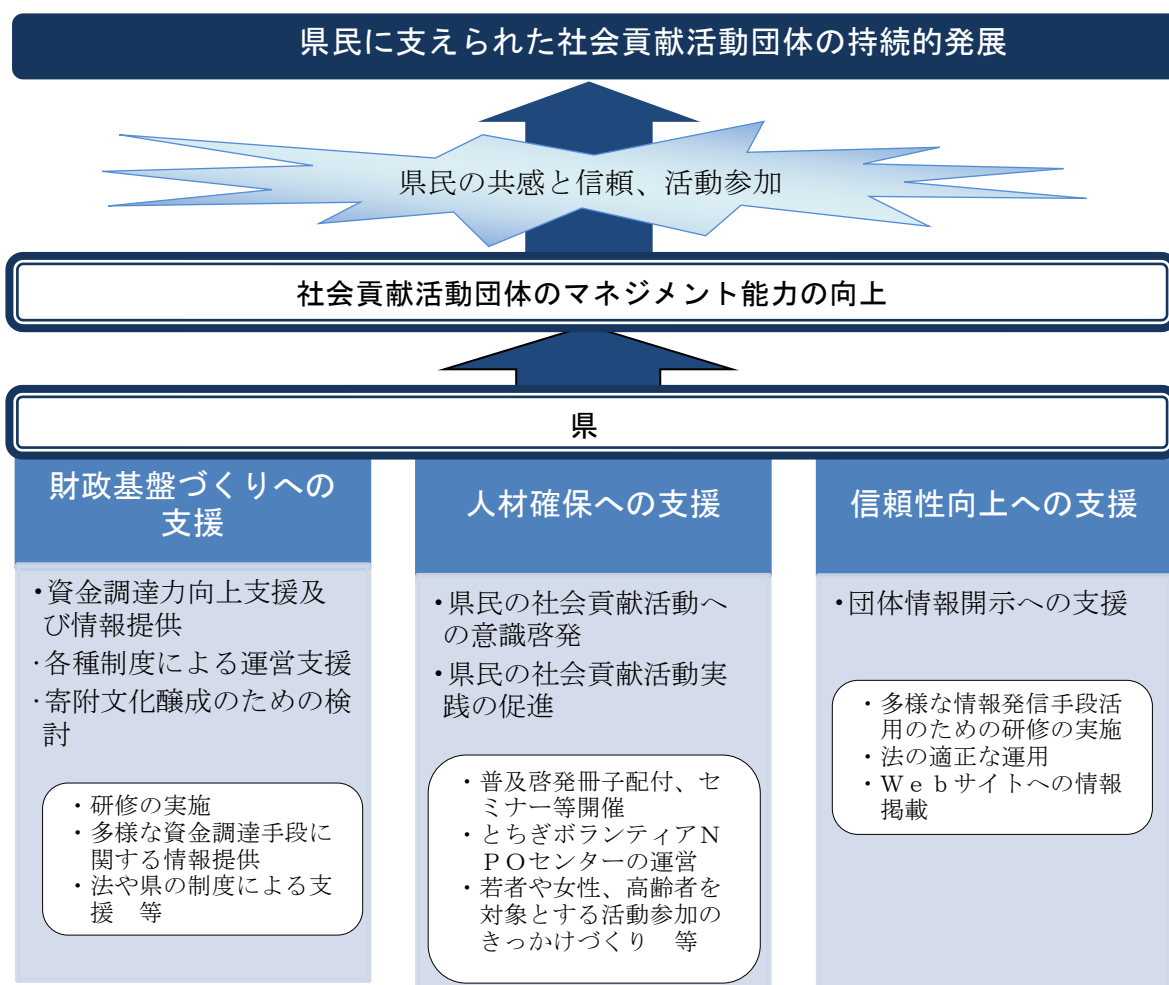 県民に支えられた社会貢献活動団体の持続的発展
県民の共感と信頼、活動参加
社会貢献活動団体のマネジメント能力の向上
県
財政基盤づくりへの
支援
・資金調達力向上支援及
び情報提供
・各種制度による運営支援
・寄附文化醸成のための検
討
・研修の実施
・多様な資金調達手段に
関する情報提供
・法や県の制度による支
援　等
人材確保への支援
・県民の社会貢献活動へ
の意識啓発
・県民の社会貢献活動実
践の促進
・普及啓発冊子配付、セ
ミナー等開催
・とちぎボランティアＮ
ＰＯセンターの運営
・若者や女性、高齢者を
対象とする活動参加の
きっかけづくり　等
信頼性向上への支援
・団体情報開示への支援
・多様な情報発信手段活
用のための研修の実施
・法の適正な運用
・Ｗｅｂサイトへの情報
掲載